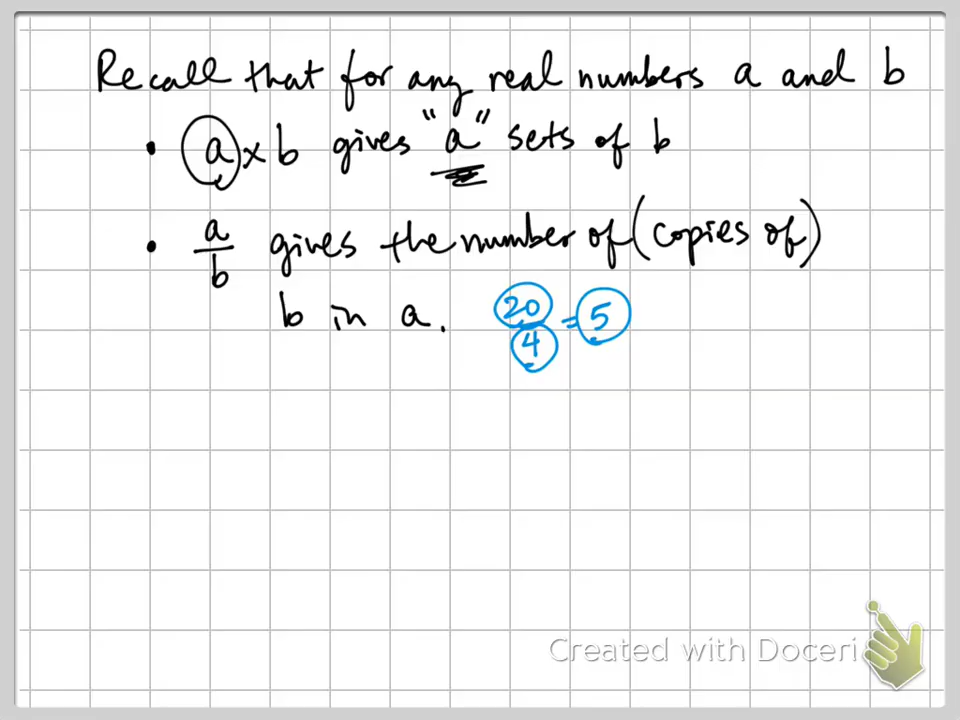 Recall that for any real numbers a and b
• a × b gives "a" sets of b
• a/b gives the number of (copies of)
b in a. 20/4 = 5
Created with Doceri